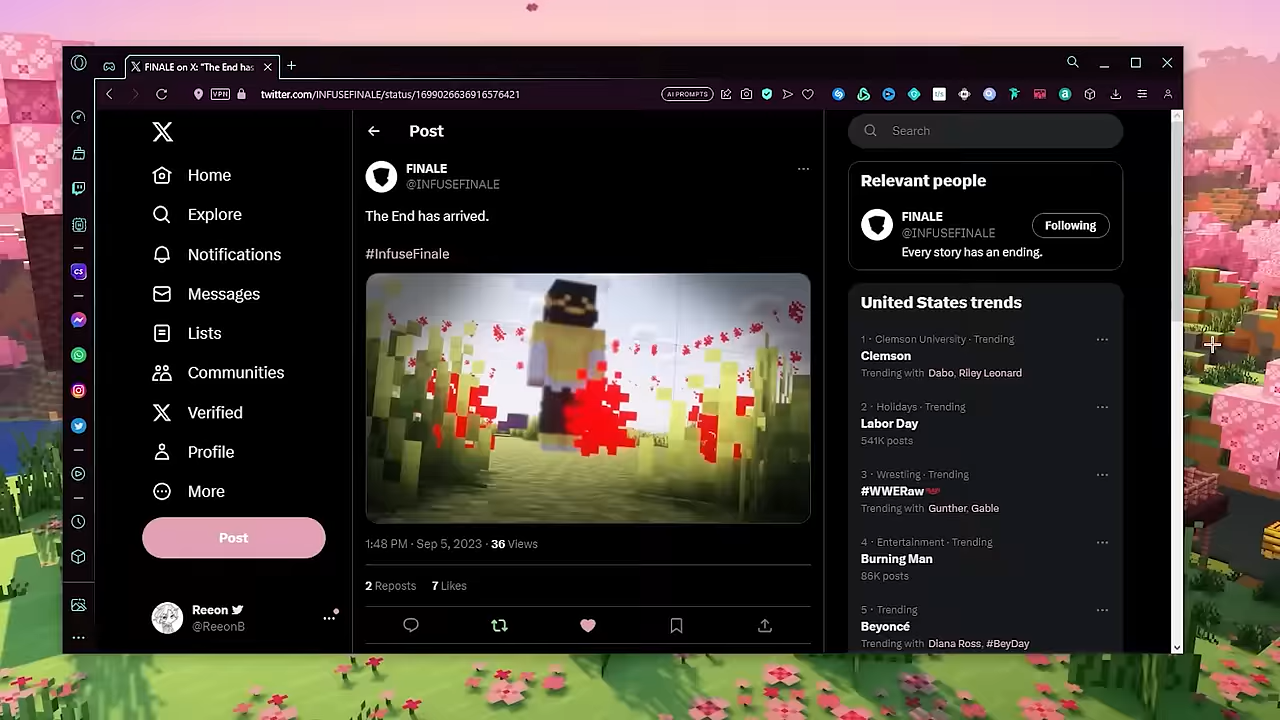 FINALE on X: "The End has
VPN
twitter.com/INFUSEFINALE/status/1699026636916576421
AI PROMPTS
Home
Explore
Notifications
Messages
Lists
Communities
Verified
Profile
More
Post
Reeon
@ReeonB
Post
FINALE
@INFUSEFINALE
The End has arrived.
#InfuseFinale
1:48 PM · Sep 5, 2023 · 36 Views
2 Reposts 7 Likes
Search
Relevant people
FINALE
@INFUSEFINALE
Following
Every story has an ending.
United States trends
1 · Clemson University · Trending
Clemson
Trending with Dabo, Riley Leonard
2 · Holidays · Trending
Labor Day
541K posts
3 · Wrestling · Trending
#WWERaw
Trending with Gunther, Gable
4 · Entertainment · Trending
Burning Man
86K posts
5 · Trending
Beyoncé
Trending with Diana Ross, #BeyDay